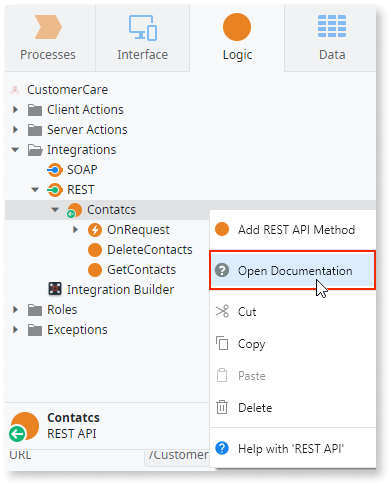 Processes
Interface
Logic
Data
CustomerCare
Client Actions
Server Actions
Integrations
SOAP
REST
Contatcs
OnRequest
DeleteContacts
GetContacts
Integration Builder
Roles
Exceptions
Add REST API Method
Open Documentation
Cut
Copy
Paste
Delete
Help with 'REST API'
Contatcs
REST API
URL
/Customer